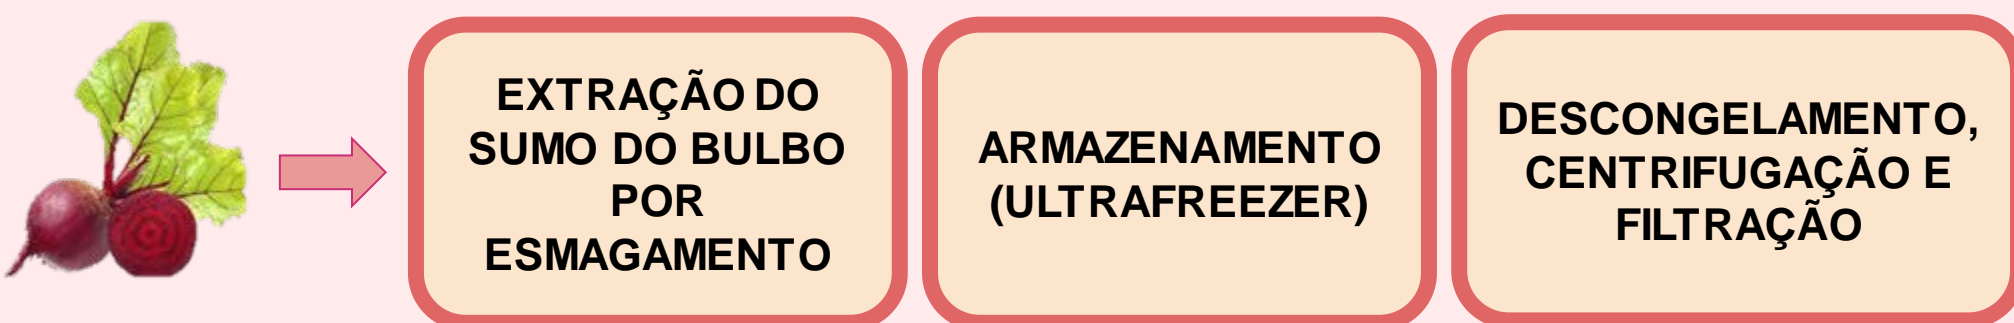 EXTRAÇÃO DO
SUMO DO BULBO
POR
ESMAGAMENTO
ARMAZENAMENTO
(ULTRAFREEZER)
DESCONGELAMENTO,
CENTRIFUGAÇÃO E
FILTRAÇÃO